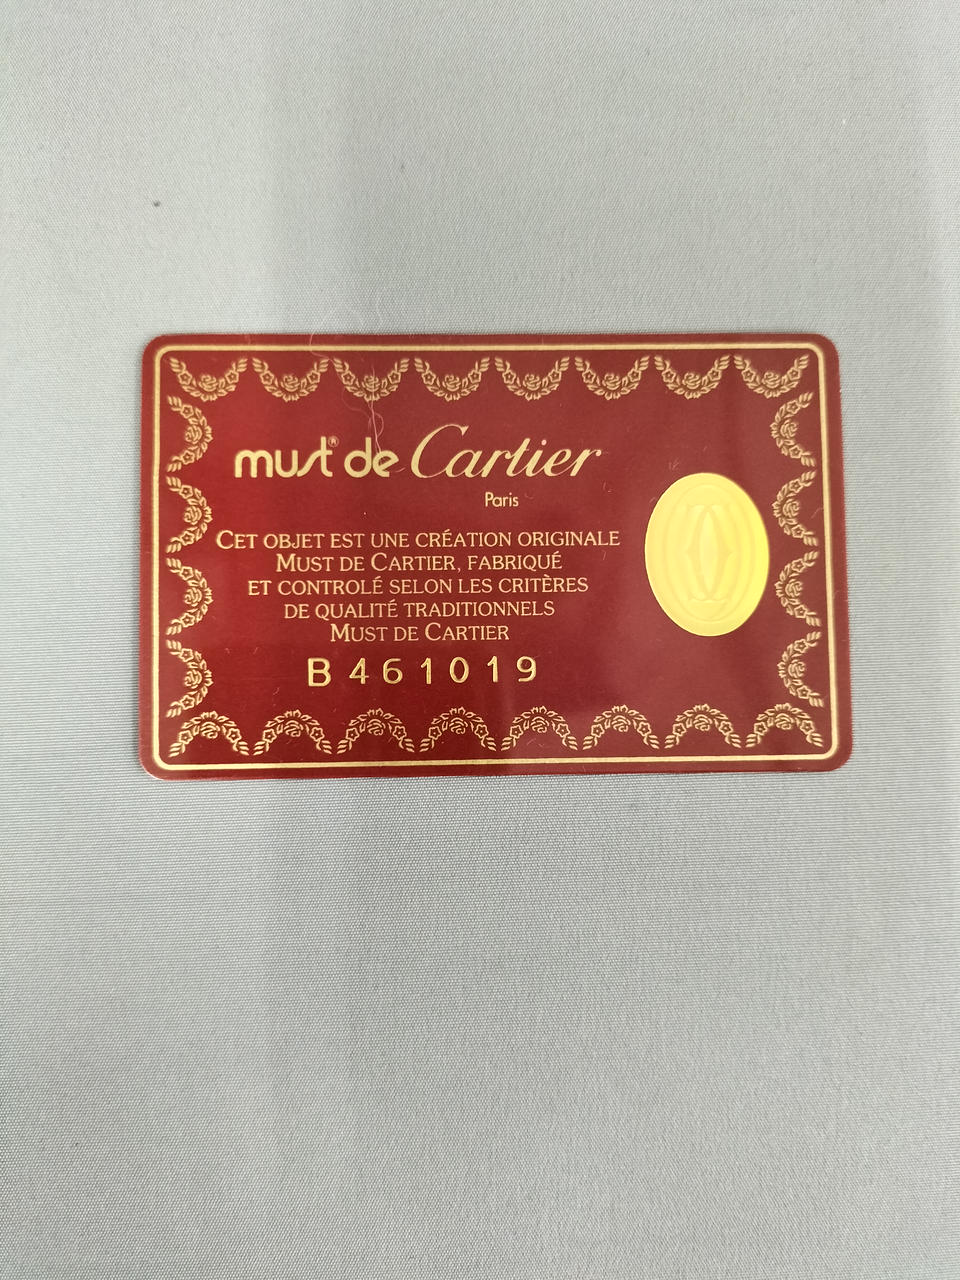 must® de Cartier
Paris
CET OBJET EST UNE CRÉATION ORIGINALE
MUST DE CARTIER, FABRIQUÉ
ET CONTROLÉ SELON LES CRITÈRES
DE QUALITÉ TRADITIONNELS
MUST DE CARTIER
B461019